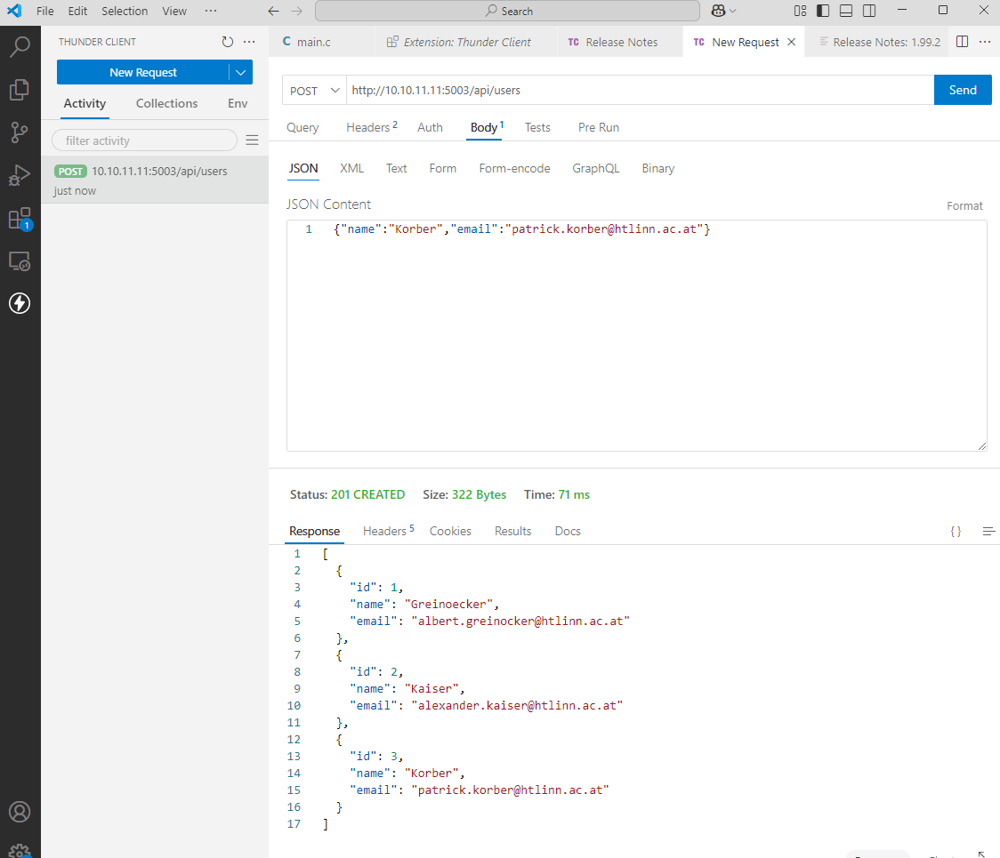 File Edit Selection View ··· Search
THUNDER CLIENT ···
main.c Extension: Thunder Client TC Release Notes TC New Request Release Notes: 1.99.2 ···
New Request
Activity Collections Env
filter activity
POST 10.10.11.11:5003/api/users
just now
1
POST http://10.10.11.11:5003/api/users Send
Query Headers 2 Auth Body 1 Tests Pre Run
JSON XML Text Form Form-encode GraphQL Binary
JSON Content Format
1 {"name":"Korber","email":"patrick.korber@htlinn.ac.at"}
Status: 201 CREATED Size: 322 Bytes Time: 71 ms
Response Headers 5 Cookies Results Docs { }
1 [
2 {
3 "id": 1,
4 "name": "Greinoecker",
5 "email": "albert.greinocker@htlinn.ac.at"
6 },
7 {
8 "id": 2,
9 "name": "Kaiser",
10 "email": "alexander.kaiser@htlinn.ac.at"
11 },
12 {
13 "id": 3,
14 "name": "Korber",
15 "email": "patrick.korber@htlinn.ac.at"
16 }
17 ]